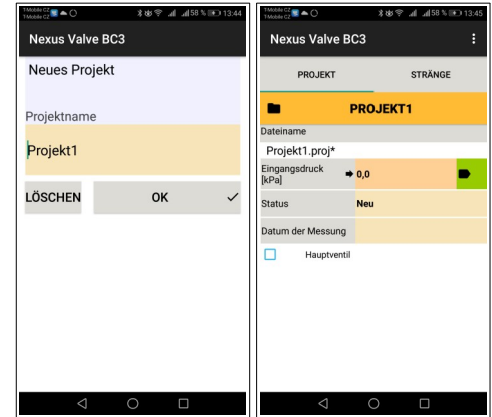 T-Mobile CZ
T-Mobile CZ
58 % 13:44
Nexus Valve BC3
Neues Projekt
Projektname
Projekt1
LÖSCHEN
OK
T-Mobile CZ
T-Mobile CZ
58 % 13:45
Nexus Valve BC3
PROJEKT
STRÄNGE
PROJEKT1
Dateiname
Projekt1.proj*
Eingangsdruck
[kPa]
0,0
Status
Neu
Datum der Messung
Hauptventil